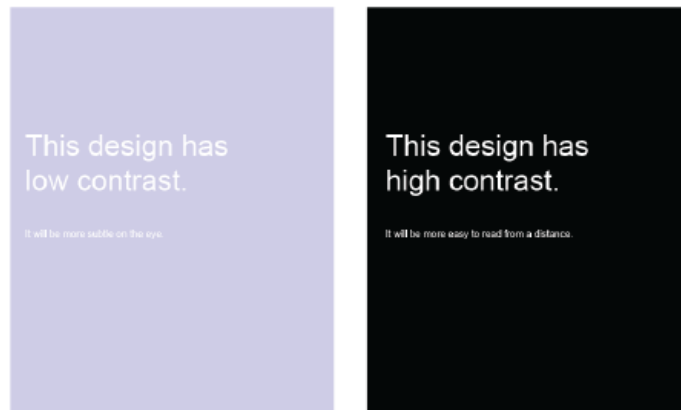 This design has
low contrast.
It will be more subtle on the eye.
This design has
high contrast.
It will be more easy to read from a distance.